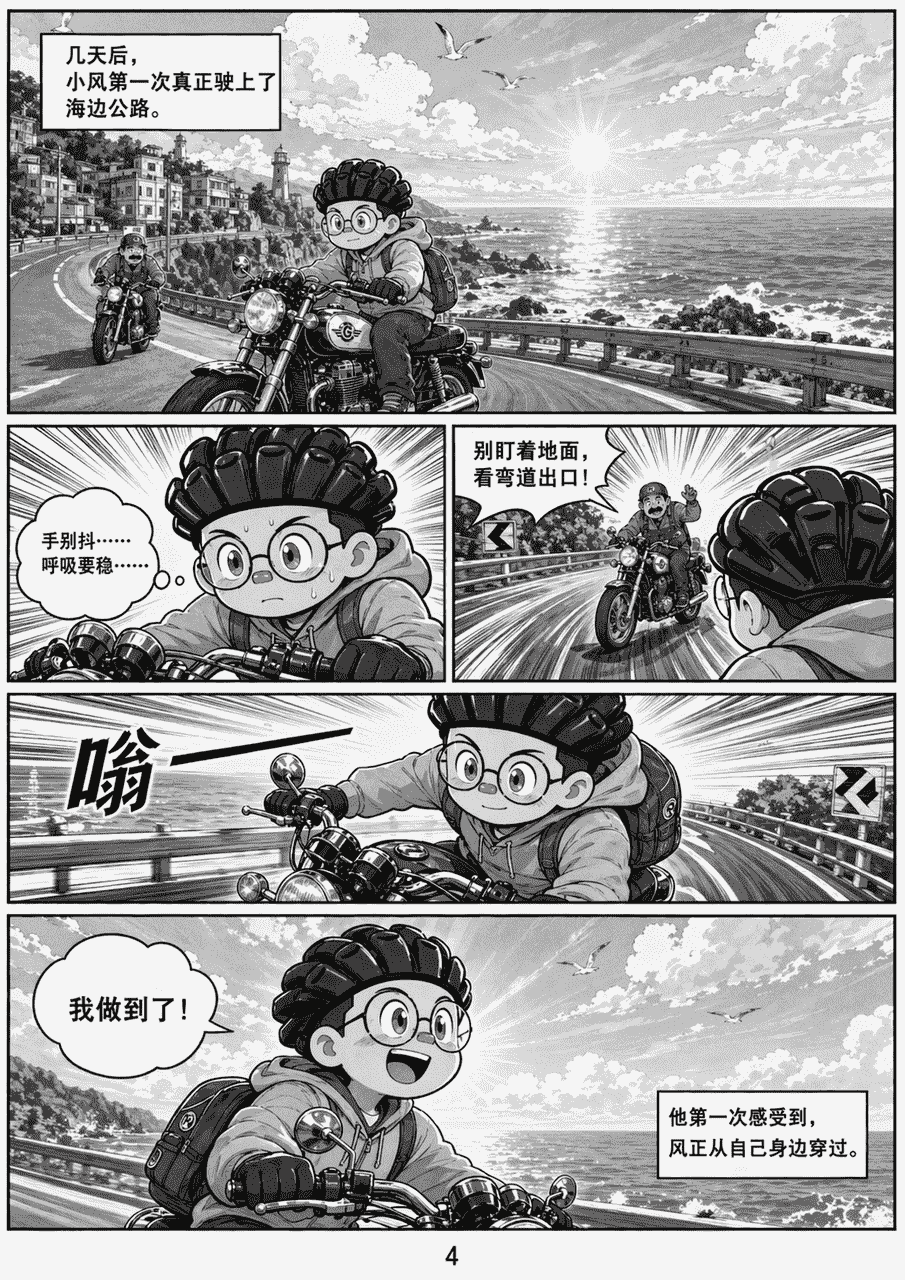 几天后，
小风第一次真正驶上了
海边公路。
手别抖……
呼吸要稳……
别盯着地面，
看弯道出口！
嗡——
我做到了！
他第一次感受到，
风正从自己身边穿过。
4